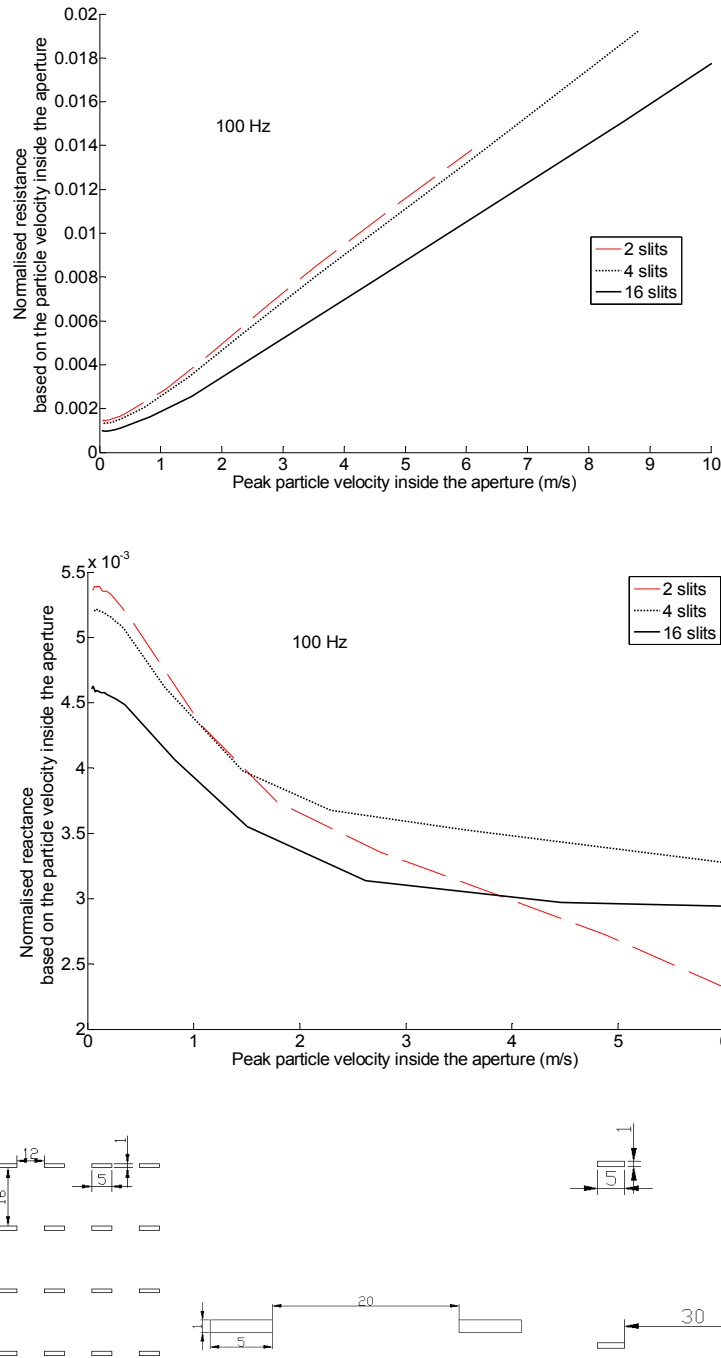 0.02
0.018
0.016
0.014
0.012
0.01
0.008
0.006
0.004
0.002
0
Normalised resistance
based on the particle velocity inside the aperture
100 Hz
2 slits
4 slits
16 slits
0 1 2 3 4 5 6 7 8 9 10
Peak particle velocity inside the aperture (m/s)
x 10-3
5.5
5
4.5
4
3.5
3
2.5
2
Normalised reactance
based on the particle velocity inside the aperture
100 Hz
2 slits
4 slits
16 slits
0 1 2 3 4 5
Peak particle velocity inside the aperture (m/s)
12
1
5
16
1
5
20
1
5
30